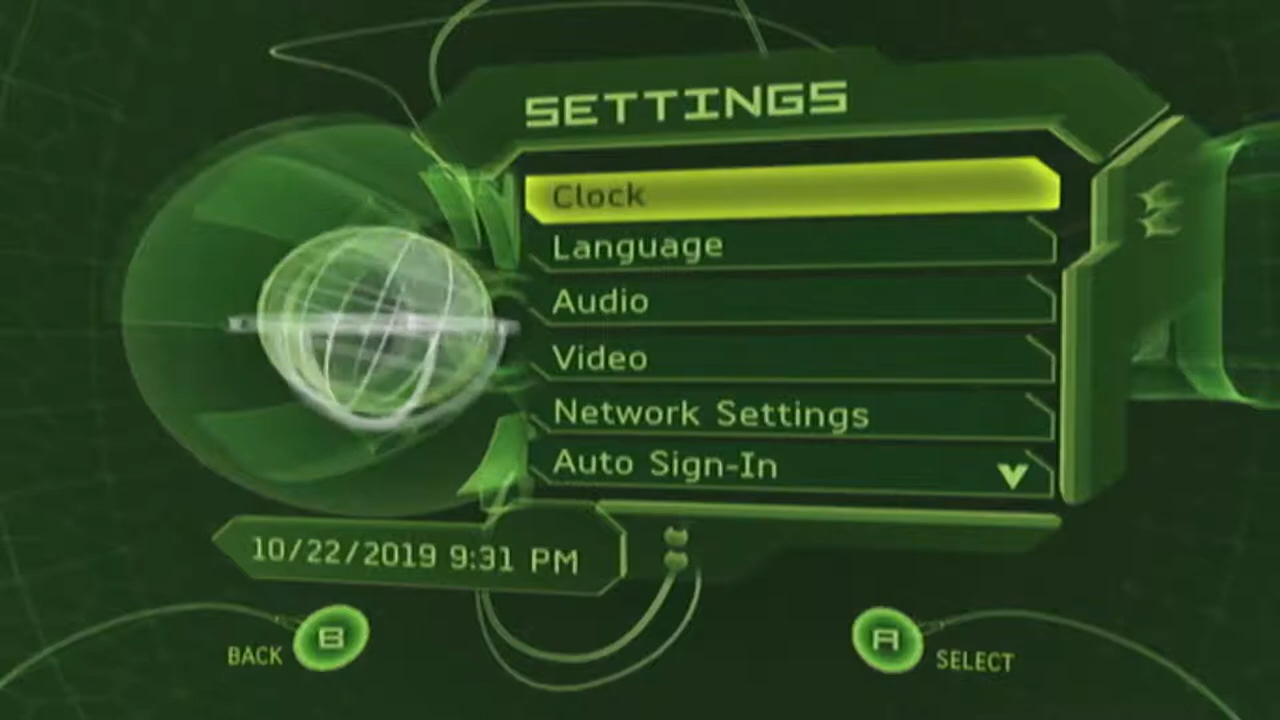 SETTINGS
Clock
Language
Audio
Video
Network Settings
Auto Sign-In
10/22/2019 9:31 PM
BACK B
A SELECT